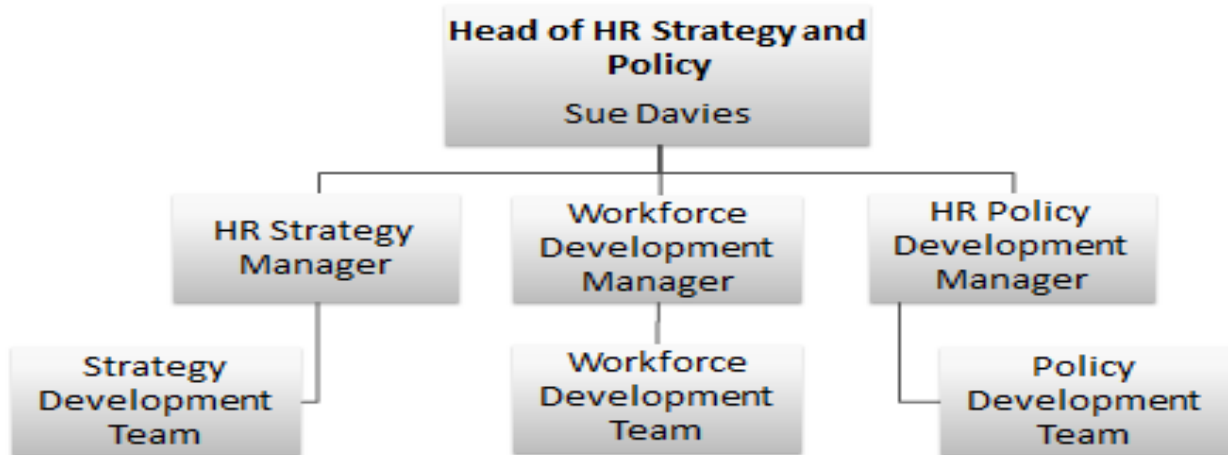 Head of HR Strategy and
Policy
Sue Davies
HR Strategy
Manager
Workforce
Development
Manager
HR Policy
Development
Manager
Strategy
Development
Team
Workforce
Development
Team
Policy
Development
Team